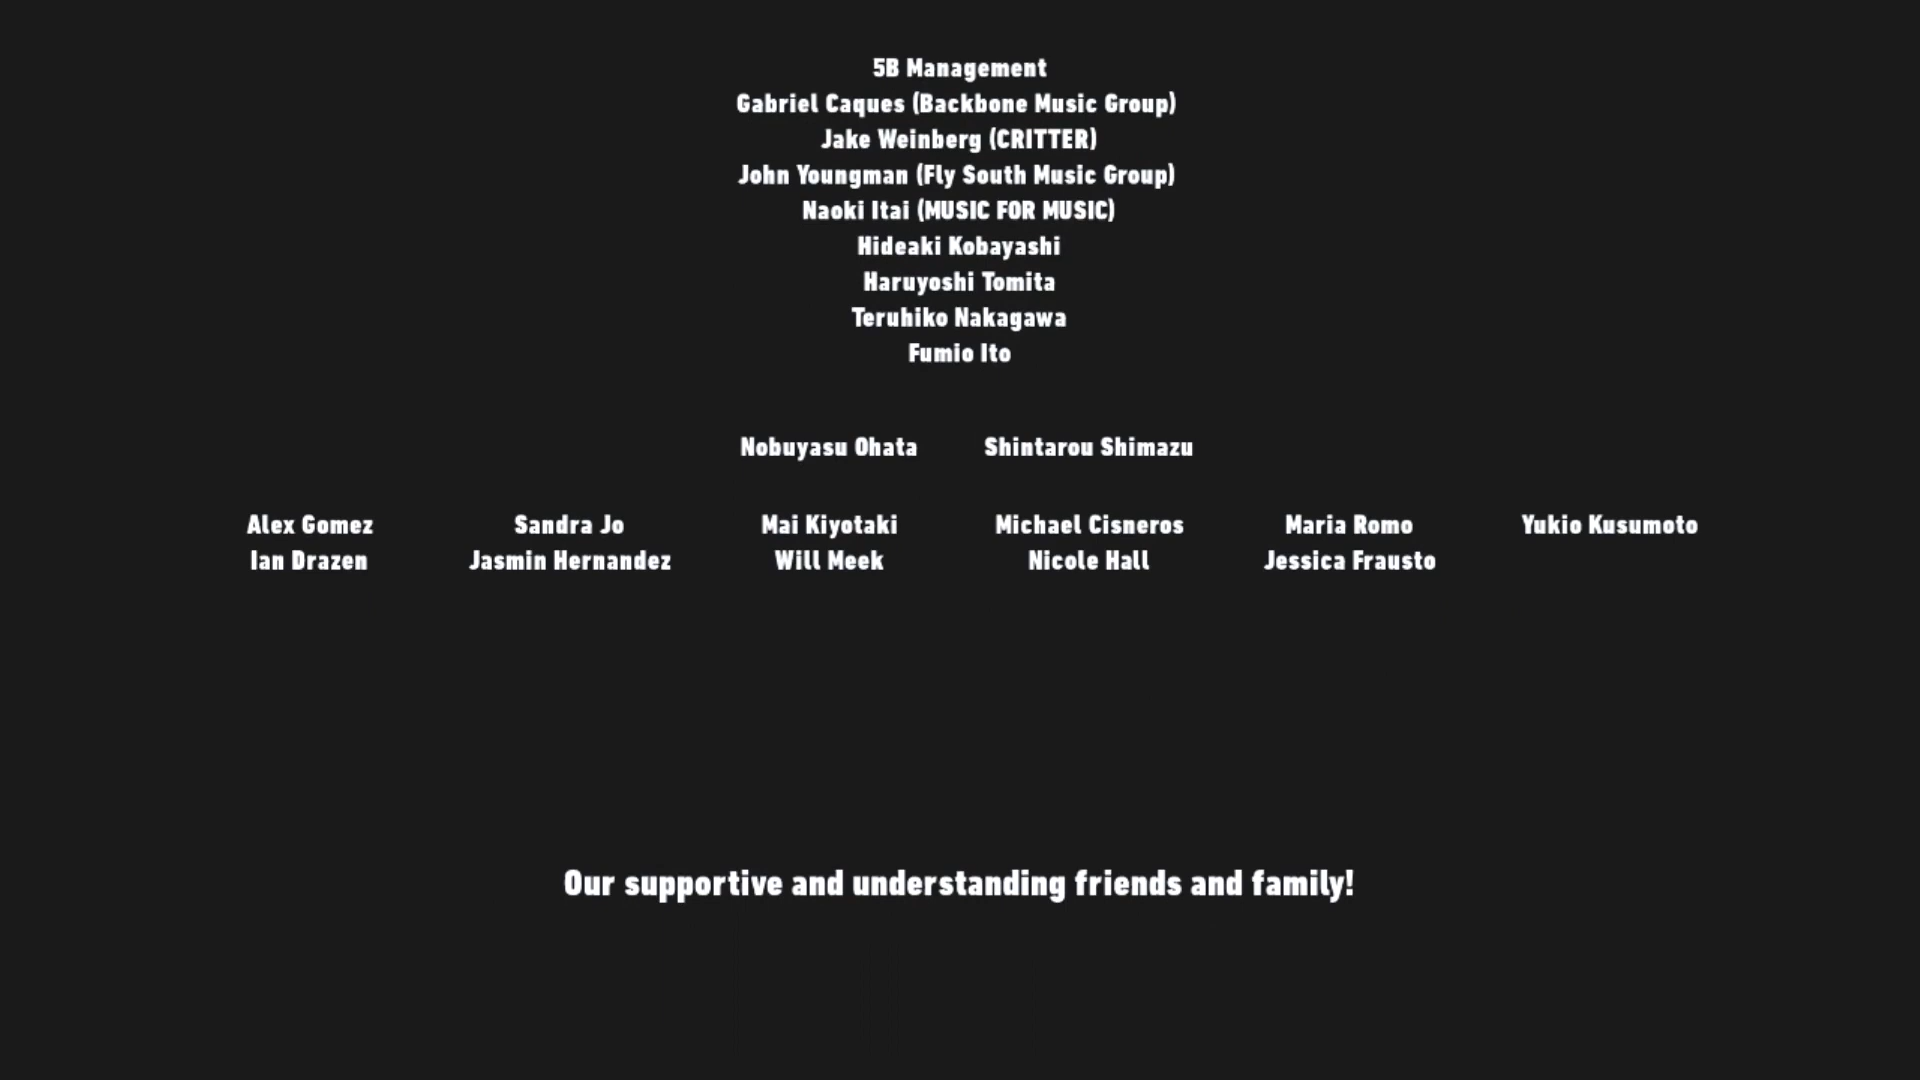 5B Management
Gabriel Caques (Backbone Music Group)
Jake Weinberg (CRITTER)
John Youngman (Fly South Music Group)
Naoki Itai (MUSIC FOR MUSIC)
Hideaki Kobayashi
Haruyoshi Tomita
Teruhiko Nakagawa
Fumio Ito
Nobuyasu Ohata Shintarou Shimazu
Alex Gomez Sandra Jo Mai Kiyotaki Michael Cisneros Maria Romo Yukio Kusumoto
Ian Drazen Jasmin Hernandez Will Meek Nicole Hall Jessica Frausto
Our supportive and understanding friends and family!